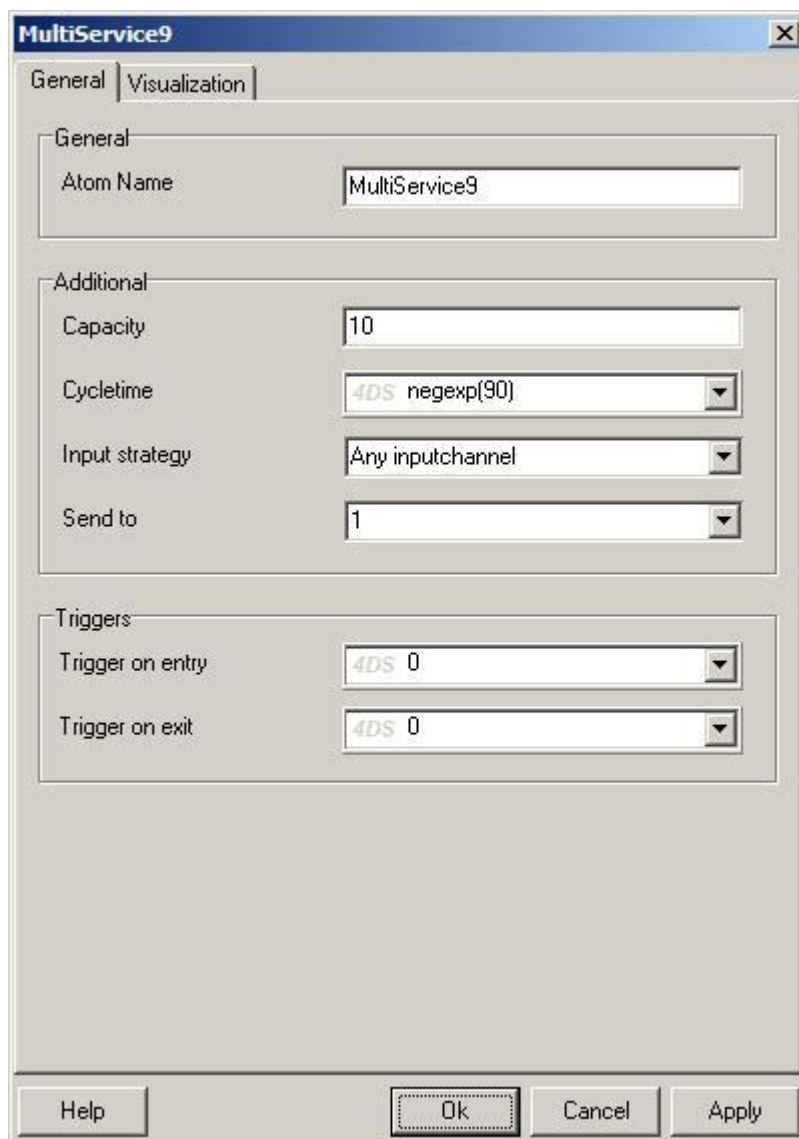 MultiService9
General Visualization
General
Atom Name MultiService9
Additional
Capacity 10
Cycletime 4DS negexp(90)
Input strategy Any inputchannel
Send to 1
Triggers
Trigger on entry 4DS 0
Trigger on exit 4DS 0
Help Ok Cancel Apply